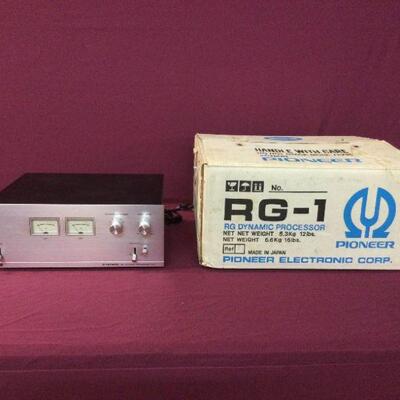 HANDLE WITH CARE
PIONEER
No.
RG-1
RG DYNAMIC PROCESSOR
NET NET WEIGHT 5.3Kg 12lbs.
NET WEIGHT 6.6Kg 15lbs.
Ref
MADE IN JAPAN
PIONEER
PIONEER ELECTRONIC CORP.